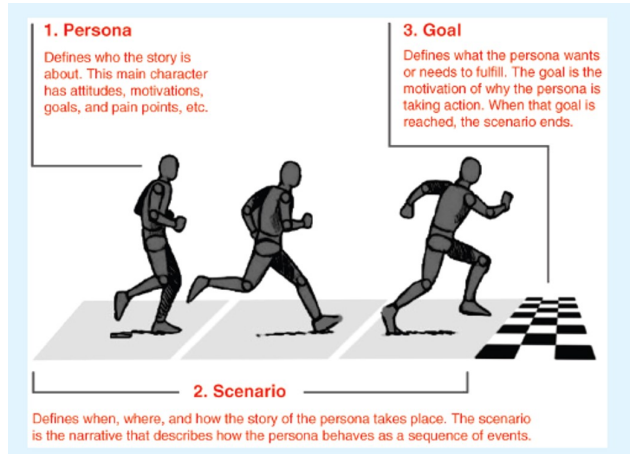 1. Persona
Defines who the story is
about. This main character
has attitudes, motivations,
goals, and pain points, etc.
3. Goal
Defines what the persona wants
or needs to fulfill. The goal is the
motivation of why the persona is
taking action. When that goal is
reached, the scenario ends.
2. Scenario
Defines when, where, and how the story of the persona takes place. The scenario
is the narrative that describes how the persona behaves as a sequence of events.